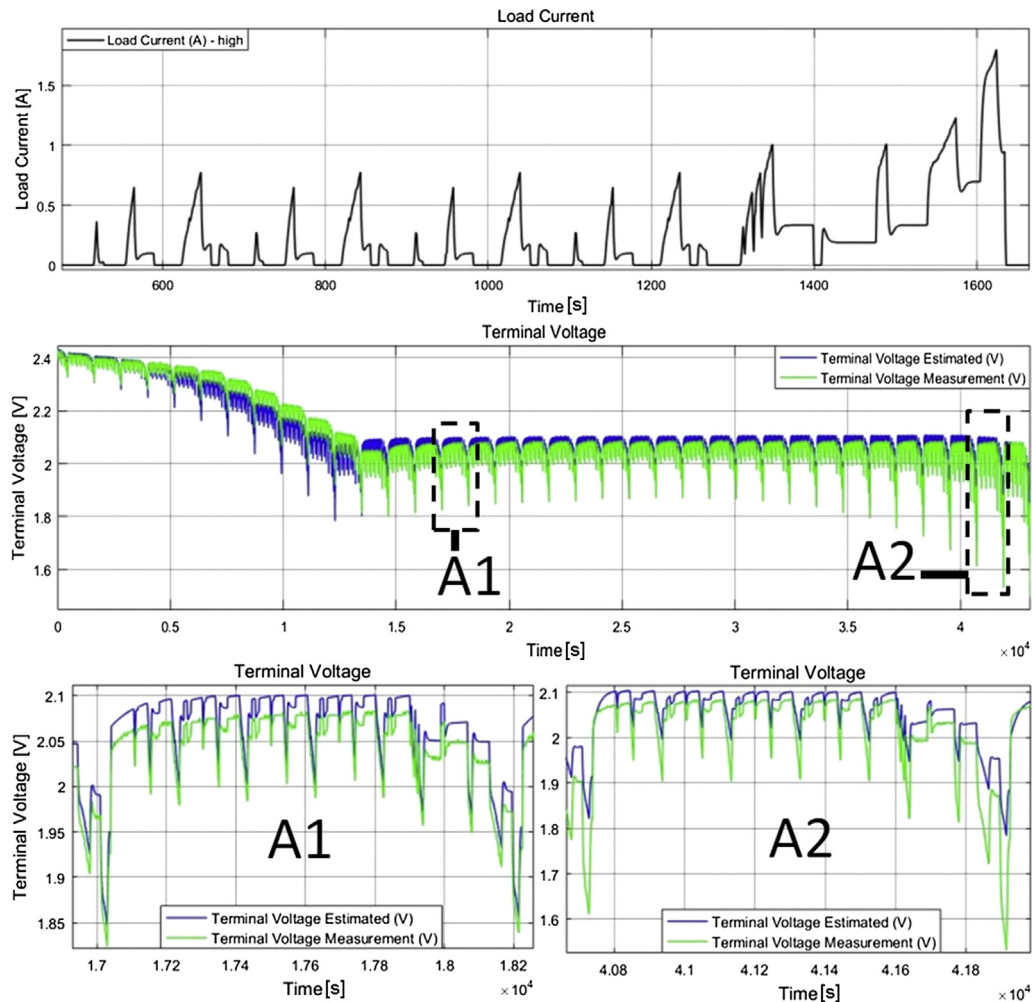 Load Current
Load Current (A) - high
Load Current [A]
1.5
1
0.5
0
600 800 1000 1200 1400 1600
Time [s]
Terminal Voltage
Terminal Voltage Estimated (V)
Terminal Voltage Measurement (V)
Terminal Voltage [V]
2.4
2.2
2
1.8
1.6
A1
A2
0 0.5 1 1.5 2 2.5 3 3.5 4
Time [s]
×10⁴
Terminal Voltage
Terminal Voltage [V]
2.1
2.05
2
1.95
1.9
1.85
A1
Terminal Voltage Estimated (V)
Terminal Voltage Measurement (V)
1.7 1.72 1.74 1.76 1.78 1.8 1.82
Time [s]
×10⁴
Terminal Voltage
2.1
2
1.9
1.8
1.7
1.6
A2
Terminal Voltage Estimated (V)
Terminal Voltage Measurement (V)
4.08 4.1 4.12 4.14 4.16 4.18
Time [s]
×10⁴